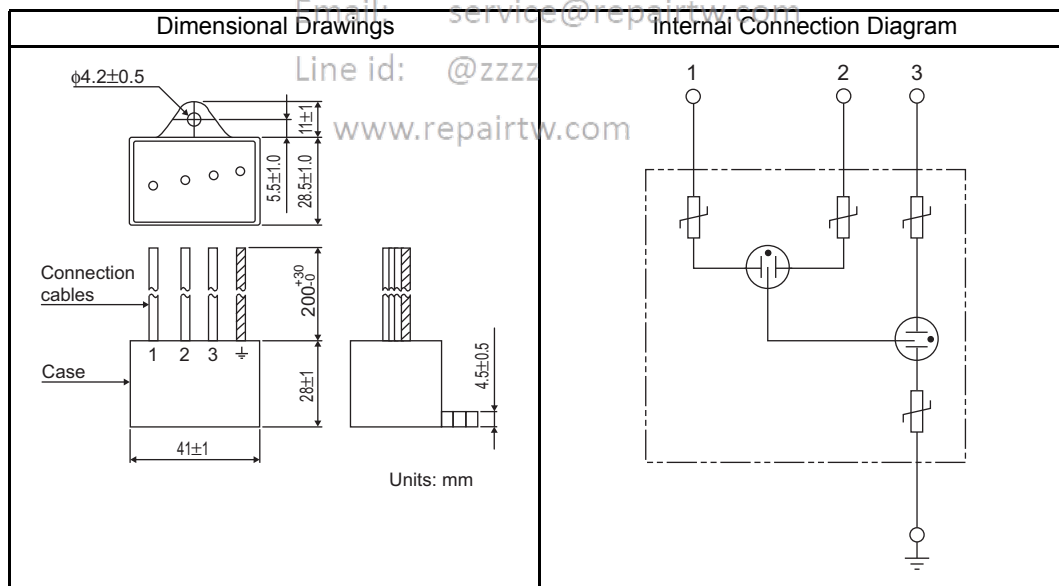 Email: service@repairtw.com
Dimensional Drawings
Internal Connection Diagram
Line id: @zzzz
www.repairtw.com
ϕ4.2±0.5
11±1
5.5±1.0
28.5±1.0
Connection
cables
200+30-0
1 2 3
Case
28±1
4.5±0.5
41±1
Units: mm
1 2 3